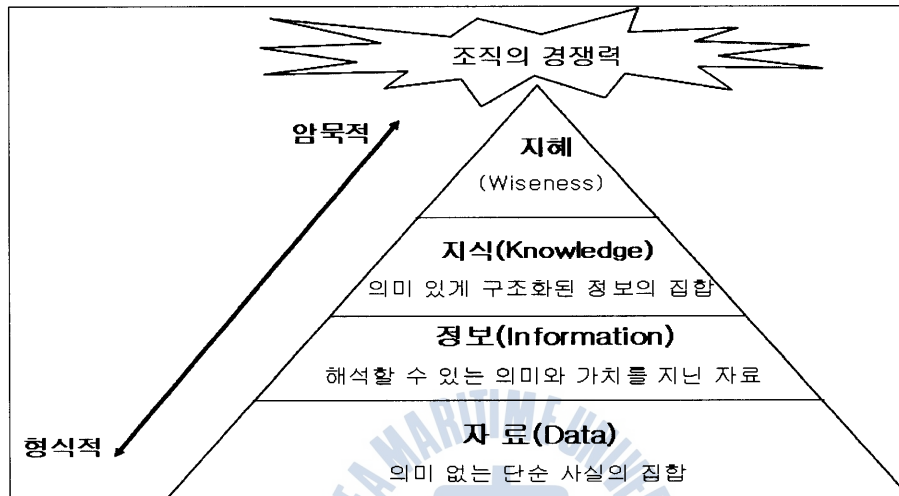 조직의 경쟁력
암묵적
지혜
(Wiseness)
지식(Knowledge)
의미 있게 구조화된 정보의 집합
정보(Information)
해석할 수 있는 의미와 가치를 지닌 자료
형식적
자 료(Data)
의미 없는 단순 사실의 집합